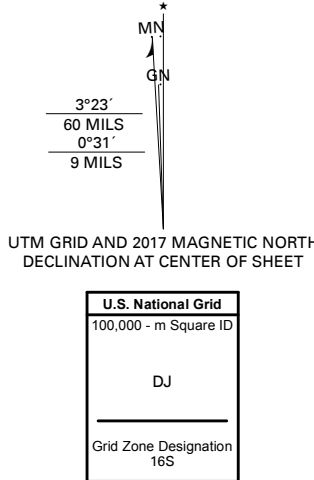 MN
GN
3°23´
60 MILS
0°31´
9 MILS
UTM GRID AND 2017 MAGNETIC NORTH
DECLINATION AT CENTER OF SHEET
U.S. National Grid
100,000 - m Square ID
DJ
Grid Zone Designation
16S